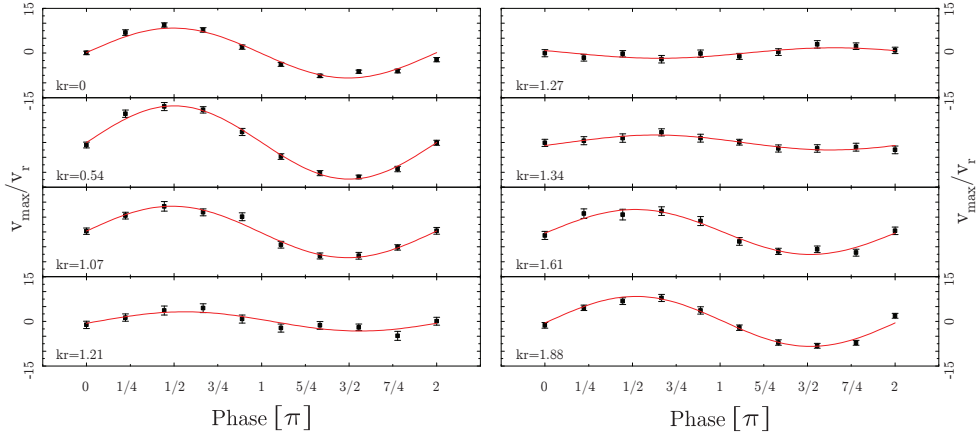 15
0
-15
15
0
-15
v_max/v_r
kr=0
kr=0.54
kr=1.07
kr=1.21
0 1/4 1/2 3/4 1 5/4 3/2 7/4 2
Phase [π]
kr=1.27
kr=1.34
kr=1.61
kr=1.88
0 1/4 1/2 3/4 1 5/4 3/2 7/4 2
Phase [π]
15
0
-15
15
0
-15
v_max/v_r